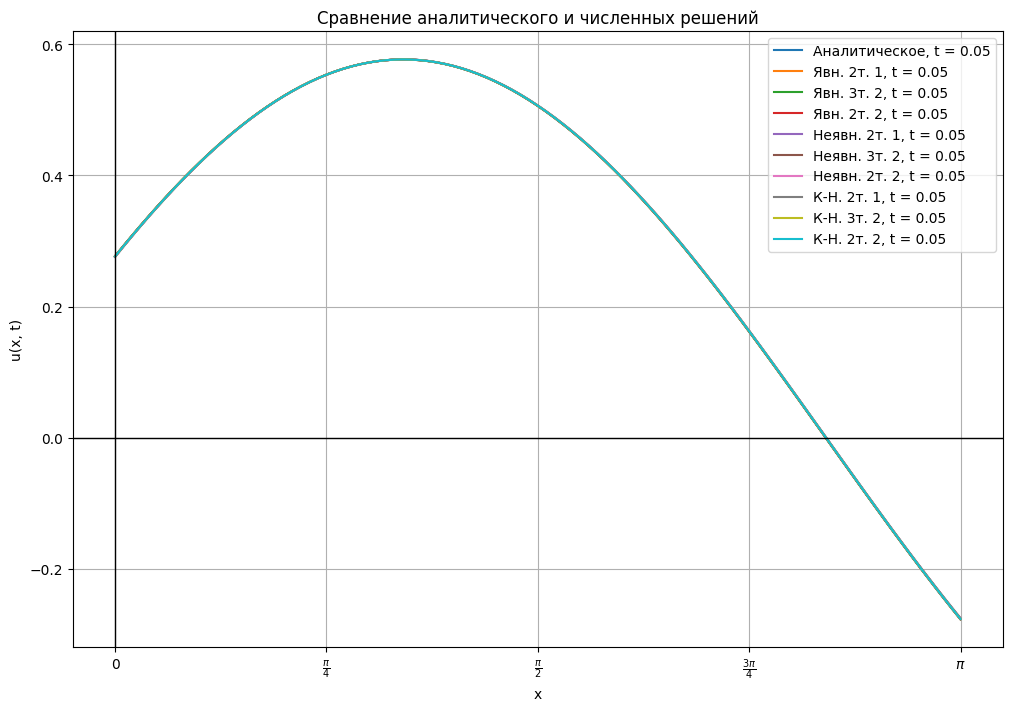 Сравнение аналитического и численных решений
Аналитическое, t = 0.05
Явн. 2т. 1, t = 0.05
Явн. 3т. 2, t = 0.05
Явн. 2т. 2, t = 0.05
Неявн. 2т. 1, t = 0.05
Неявн. 3т. 2, t = 0.05
Неявн. 2т. 2, t = 0.05
К-Н. 2т. 1, t = 0.05
К-Н. 3т. 2, t = 0.05
К-Н. 2т. 2, t = 0.05
u(x, t)
0.6
0.4
0.2
0.0
−0.2
0
π/4
π/2
3π/4
π
x